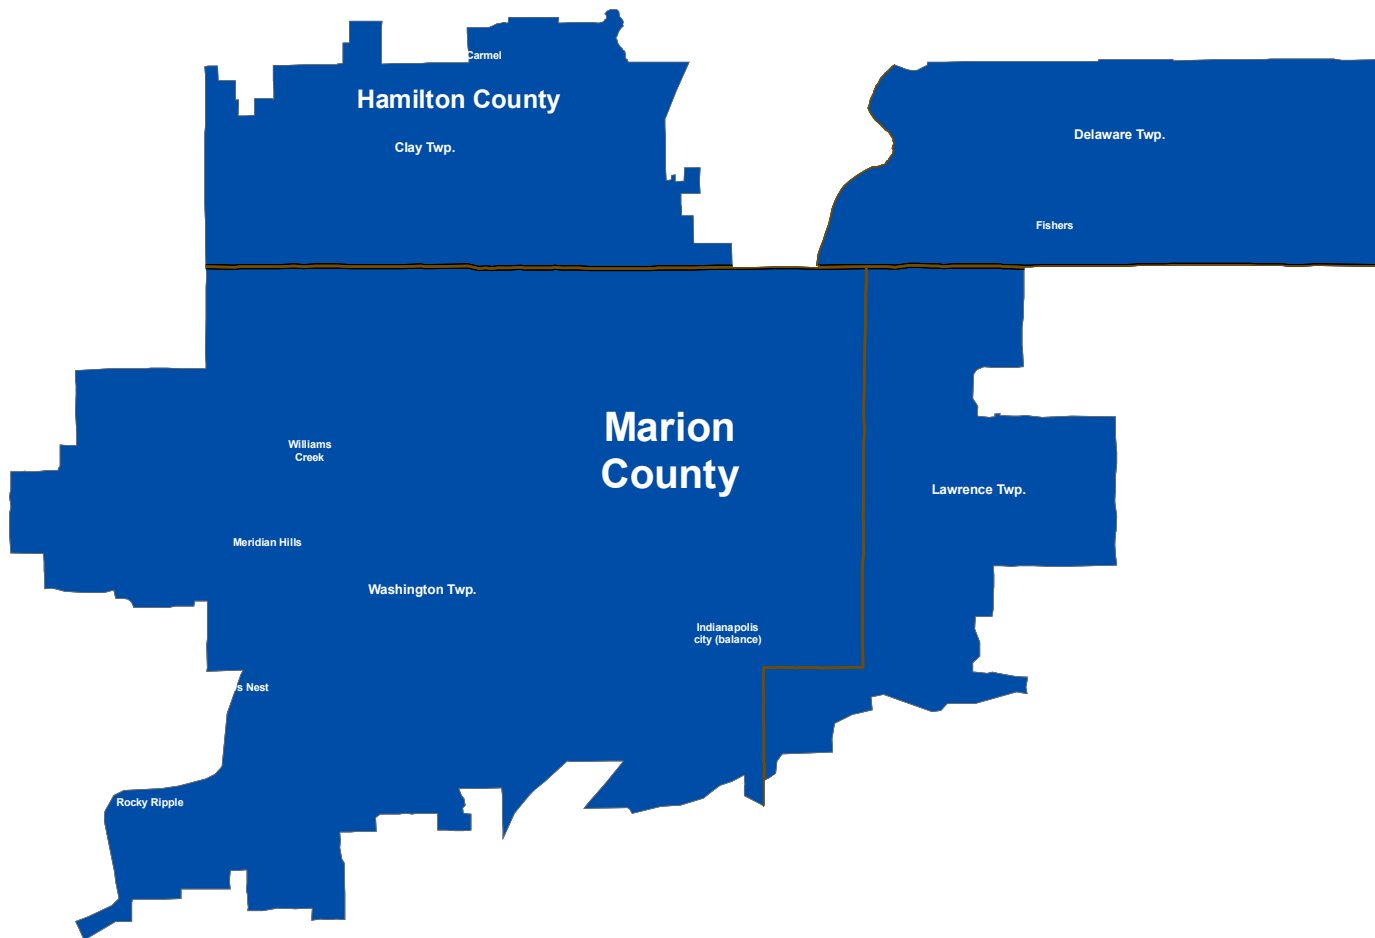 Carmel
Hamilton County
Clay Twp.
Delaware Twp.
Fishers
Marion
County
Williams
Creek
Lawrence Twp.
Meridian Hills
Washington Twp.
Indianapolis
city (balance)
s Nest
Rocky Ripple